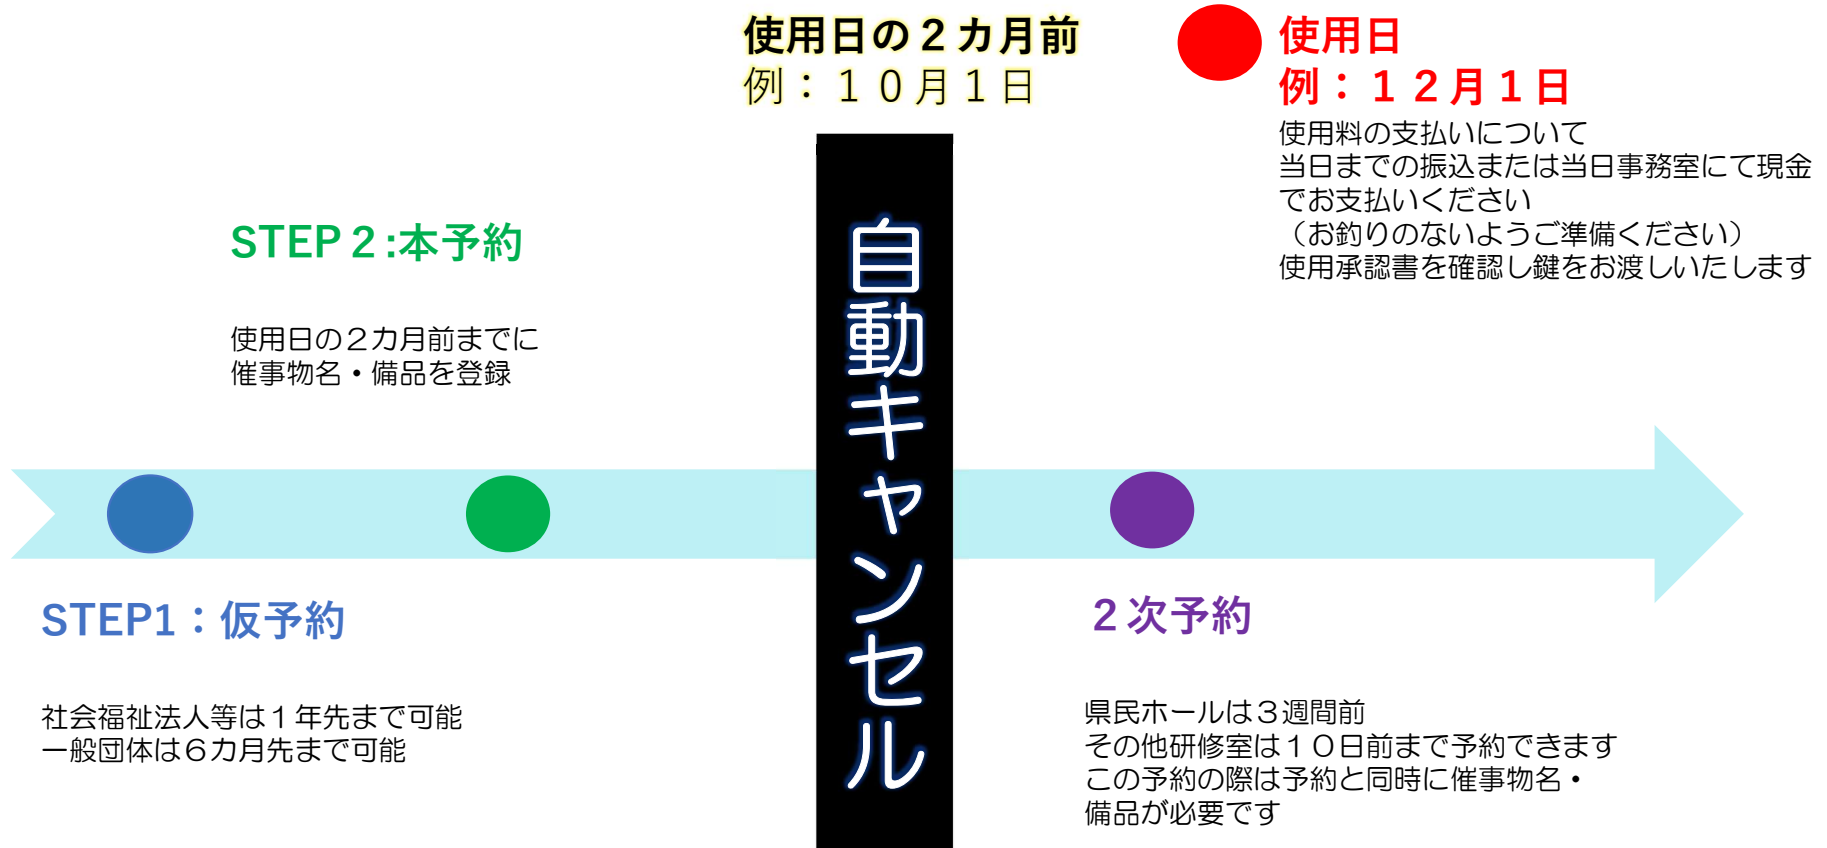 使用日の２カ月前
例：１０月１日
使用日
例：１２月１日
使用料の支払いについて
当日までの振込または当日事務室にて現金
でお支払いください
（お釣りのないようご準備ください）
使用承認書を確認し鍵をお渡しいたします
STEP２:本予約
使用日の２カ月前までに
催事物名・備品を登録
自動キャンセル
STEP1：仮予約
社会福祉法人等は１年先まで可能
一般団体は６カ月先まで可能
２次予約
県民ホールは３週間前
その他研修室は１０日前まで予約できます
この予約の際は予約と同時に催事物名・
備品が必要です